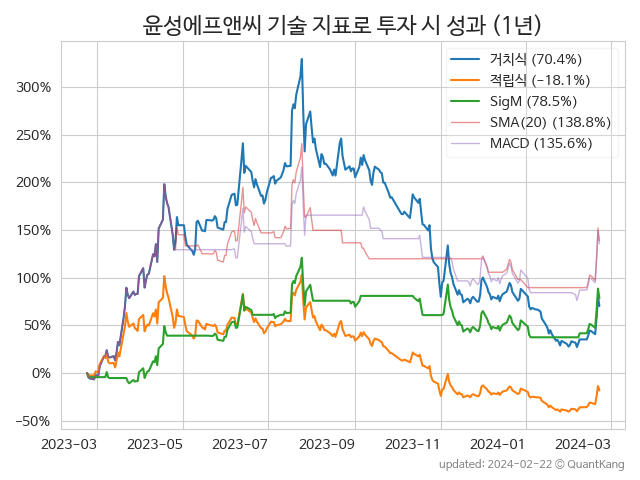 윤성에프앤씨 기술 지표로 투자 시 성과 (1년)
거치식 (70.4%)
적립식 (−18.1%)
SigM (78.5%)
SMA(20) (138.8%)
MACD (135.6%)
300%
250%
200%
150%
100%
50%
0%
−50%
2023−03
2023−05
2023−07
2023−09
2023−11
2024−01
2024−03
updated: 2024−02−22 ⓒ QuantKang